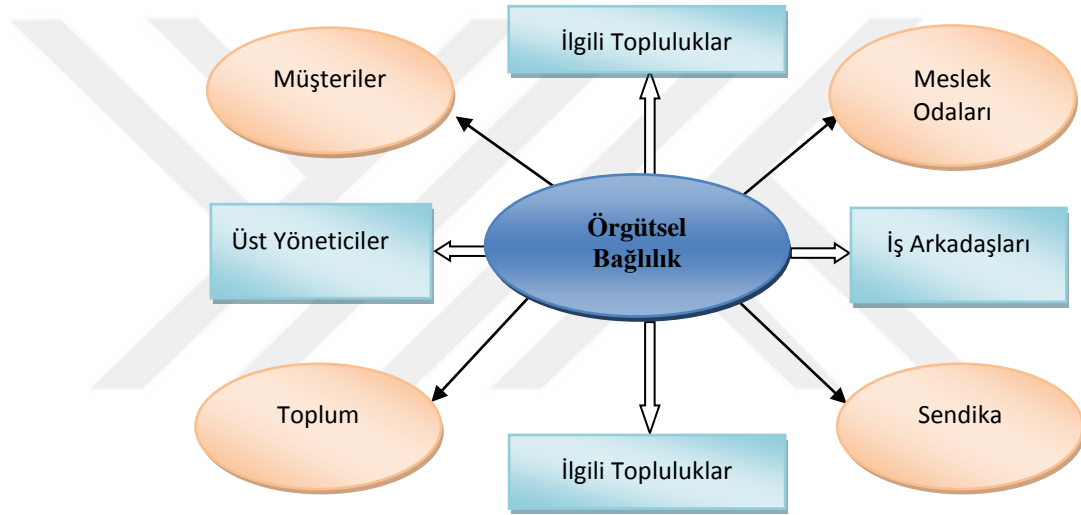 İlgili Topluluklar
Müşteriler
Meslek
Odaları
Örgütsel
Bağlılık
Üst Yöneticiler
İş Arkadaşları
Toplum
Sendika
İlgili Topluluklar